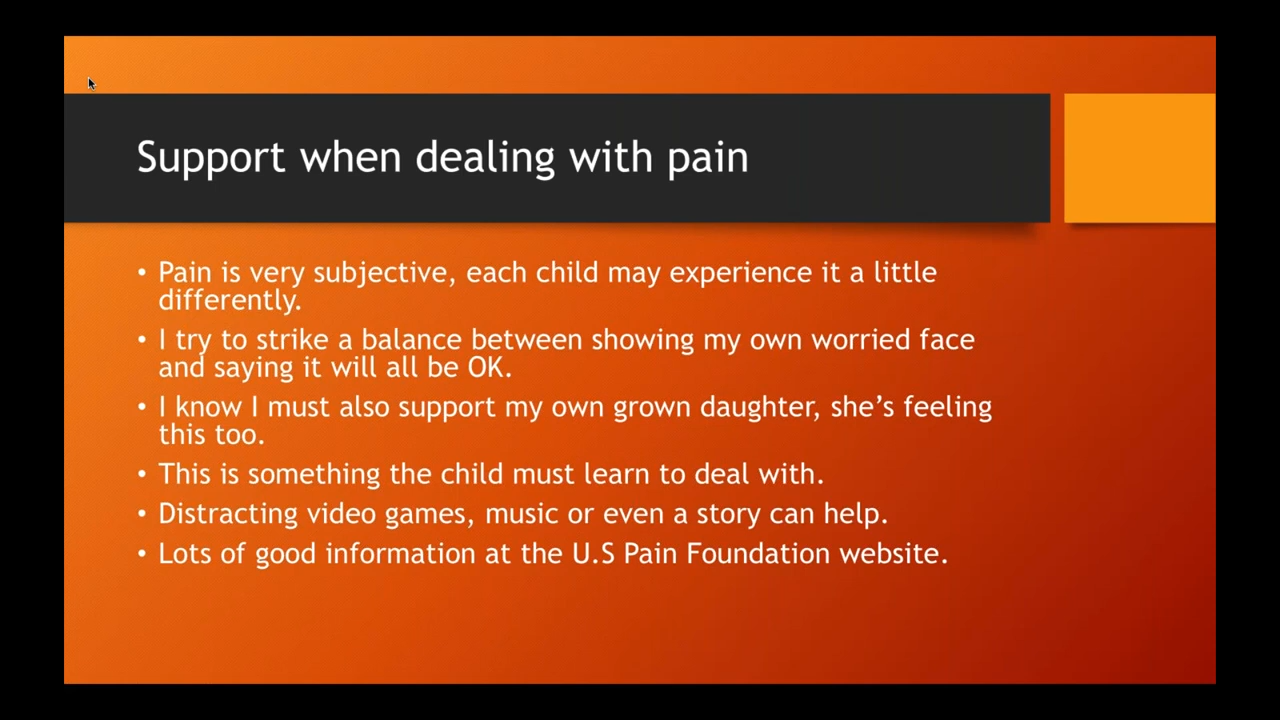 Support when dealing with pain
• Pain is very subjective, each child may experience it a little
differently.
• I try to strike a balance between showing my own worried face
and saying it will all be OK.
• I know I must also support my own grown daughter, she’s feeling
this too.
• This is something the child must learn to deal with.
• Distracting video games, music or even a story can help.
• Lots of good information at the U.S Pain Foundation website.